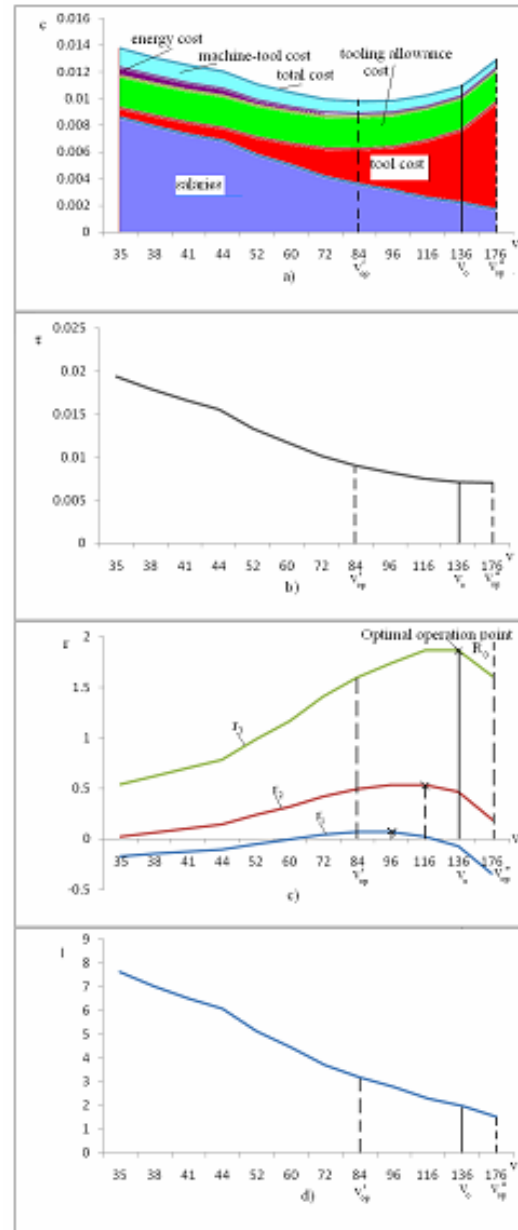 c
0.016
energy cost
0.014
machine-tool cost
tooling allowance
cost
total cost
0.012
0.01
0.008
0.006
tool cost
0.004
salaries
0.002
0
v
35 38 41 44 52 60 72 84 96 116 136 176
a)
0.025
τ
0.02
0.015
0.01
0.005
0
v
35 38 41 44 52 60 72 84 96 116 136 176
b)
2
r
Optimal operation point
R₀
1.5
r₃
1
0.5
r₂
r₁
0
v
35 38 41 44 52 60 72 84 96 116 136 176
-0.5
c)
9
8
7
6
5
4
3
2
1
0
v
35 38 41 44 52 60 72 84 96 116 136 176
d)